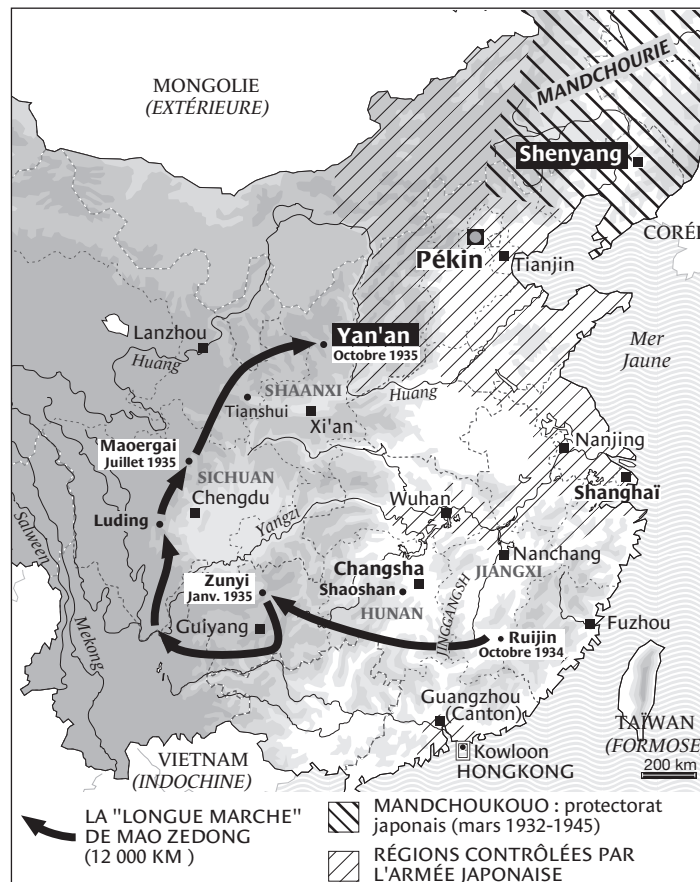 MONGOLIE
(EXTÉRIEURE)
MANDCHOURIE
Shenyang
CORÉE
Pékin
Tianjin
Mer
Jaune
Lanzhou
Huang
Yan'an
Octobre 1935
SHAANXI
Huang
Tianshui
Xi'an
Maoergai
Juillet 1935
Nanjing
SICHUAN
Chengdu
Wuhan
Shanghaï
Luding
Yangzi
Salween
Nanchang
Changsha
JIANGXI
Zunyi
Janv. 1935
Shaoshan
HUNAN
JINGGANGSH
Guiyang
Mekong
Ruijin
Octobre 1934
Fuzhou
Guangzhou
(Canton)
TAÏWAN
(FORMOSE)
Kowloon
HONGKONG
200 km
VIETNAM
(INDOCHINE)
LA "LONGUE MARCHE"
DE MAO ZEDONG
(12 000 KM )
MANDCHOUKOUO : protectorat
japonais (mars 1932-1945)
RÉGIONS CONTRÔLÉES PAR
L'ARMÉE JAPONAISE